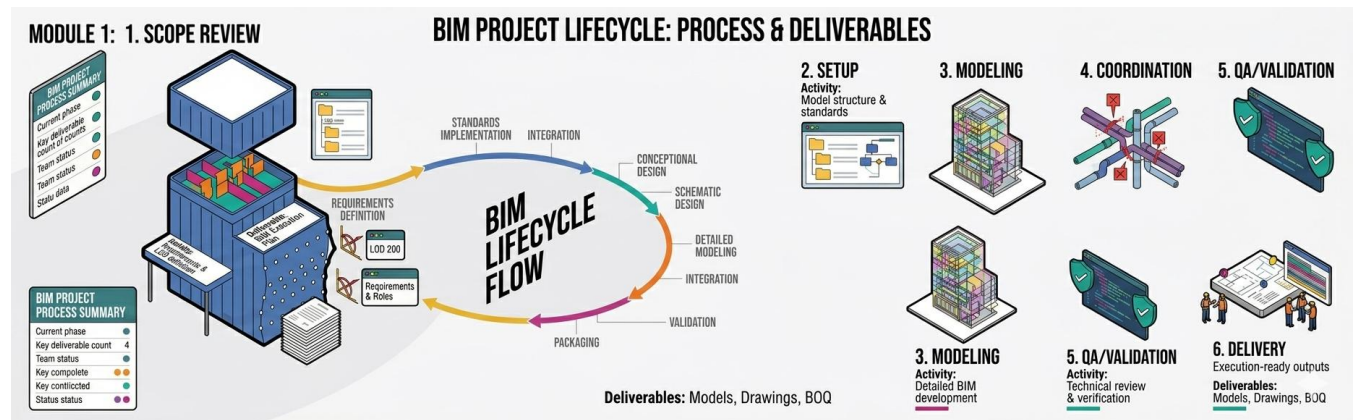 MODULE 1: 1. SCOPE REVIEW
BIM PROJECT LIFECYCLE: PROCESS & DELIVERABLES
BIM PROJECT
PROCESS SUMMARY
Current phase
Key deliverable
count of counts
Team status
Team status
Statu data
Deliverable:
BIM Execution
Plan
LOD definition
BIM PROJECT
PROCESS SUMMARY
Current phase
Key deliverable count 4
Team status
Key compolete
Key contiicted
Status status
REQUIREMENTS
DEFINITION
LOD 200
Requirements
& Roles
STANDARDS
IMPLEMENTATION
INTEGRATION
CONCEPTIONAL
DESIGN
SCHEMATIC
DESIGN
DETAILED
MODELING
INTEGRATION
VALIDATION
PACKAGING
BIM
LIFECYCLE
FLOW
Deliverables: Models, Drawings, BOQ
2. SETUP
Activity:
Model structure &
standards
3. MODELING
4. COORDINATION
5. QA/VALIDATION
3. MODELING
Activity:
Detailed BIM
development
5. QA/VALIDATION
Activity:
Technical review
& verification
6. DELIVERY
Execution-ready outputs
Deliverables:
Models, Drawings, BOQ